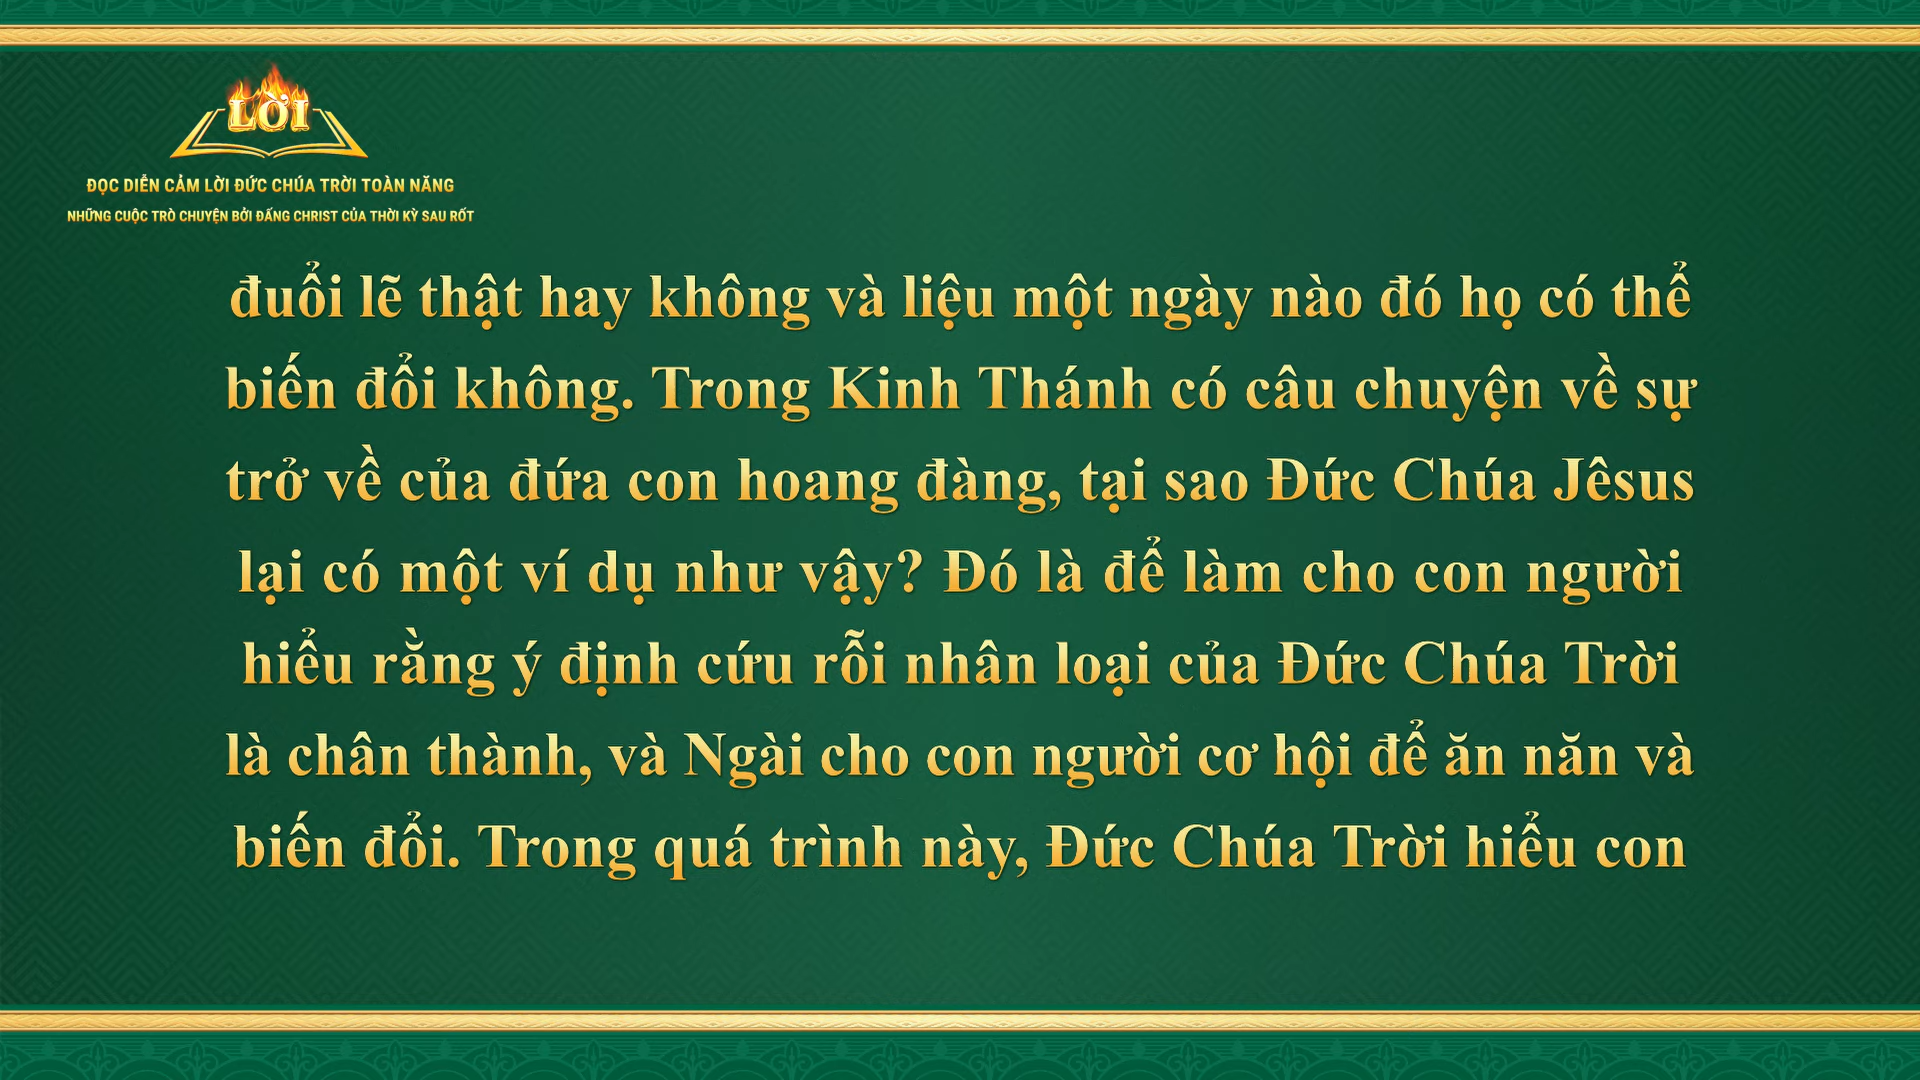 LỜI
ĐỌC DIỄN CẢM LỜI ĐỨC CHÚA TRỜI TOÀN NĂNG
NHỮNG CUỘC TRÒ CHUYỆN BỞI ĐẤNG CHRIST CỦA THỜI KỲ SAU RỐT
đuổi lẽ thật hay không và liệu một ngày nào đó họ có thể
biến đổi không. Trong Kinh Thánh có câu chuyện về sự
trở về của đứa con hoang đàng, tại sao Đức Chúa Jêsus
lại có một ví dụ như vậy? Đó là để làm cho con người
hiểu rằng ý định cứu rỗi nhân loại của Đức Chúa Trời
là chân thành, và Ngài cho con người cơ hội để ăn năn và
biến đổi. Trong quá trình này, Đức Chúa Trời hiểu con